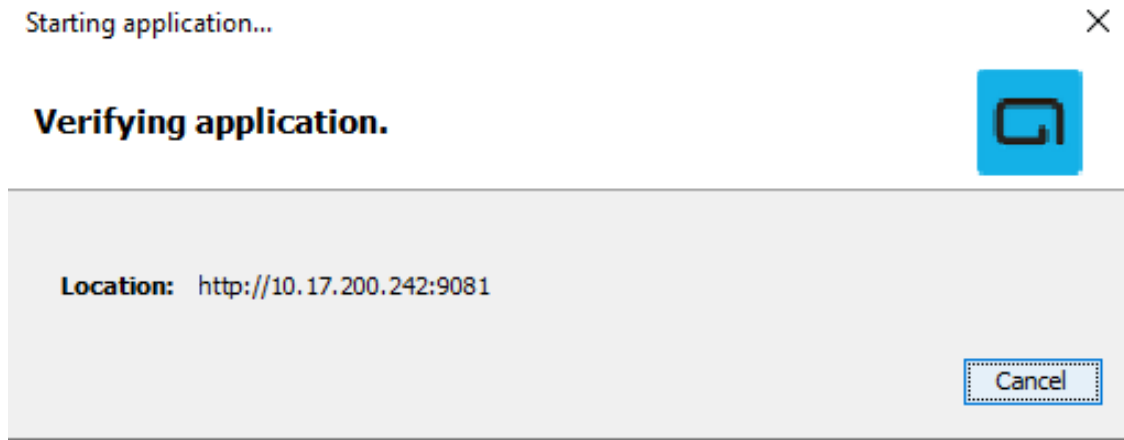 Starting application...
Verifying application.
Location: http://10.17.200.242:9081
Cancel